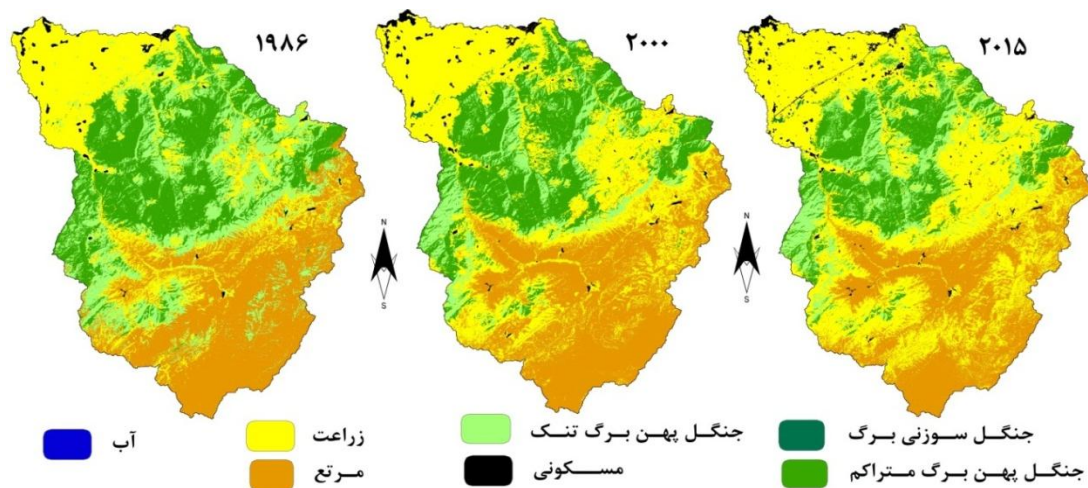 ۱۹۸۶
۲۰۰۰
۲۰۱۵
N
S
N
S
N
S
جنگل سوزنی برگ
جنگل پهن برگ تنک
زراعت
آب
جنگل پهن برگ متراکم
مسکونی
مرتع